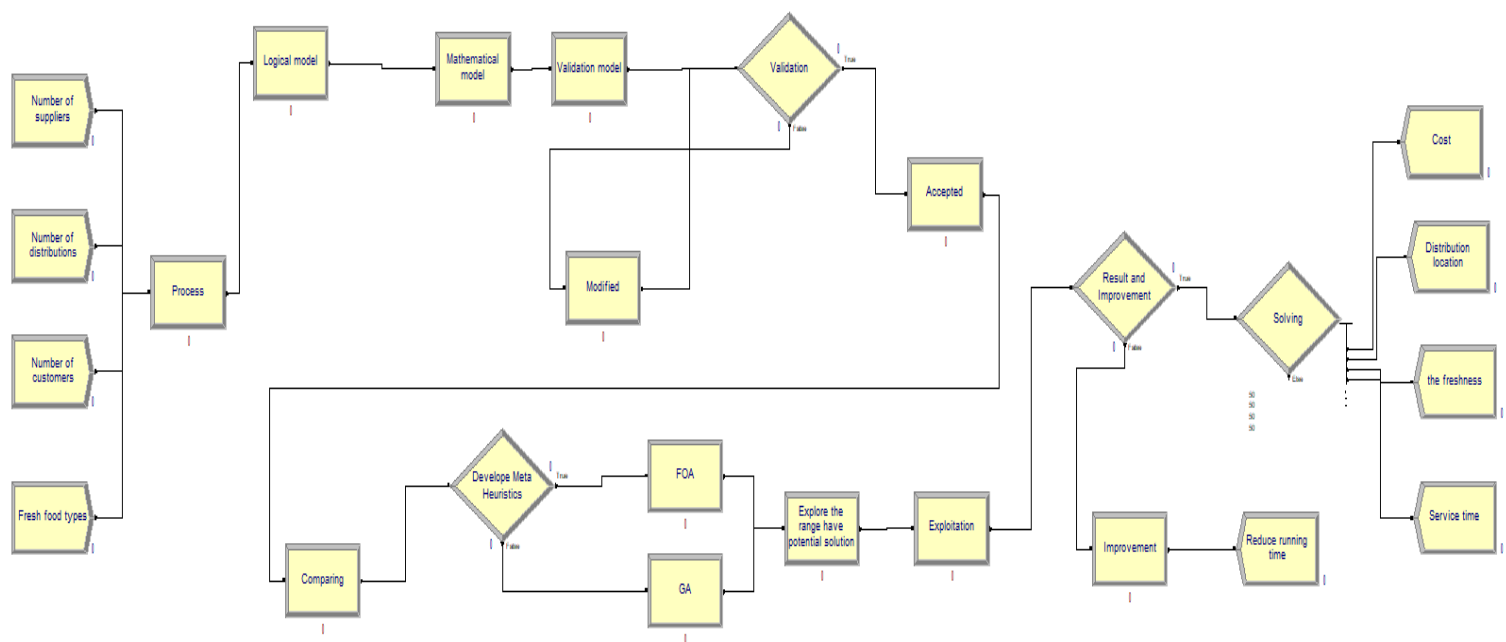 Number of
suppliers
Number of
distributions
Number of
customers
Fresh food types
Process
Logical model
Mathematical
model
Validation model
Validation
True
False
Modified
Accepted
Comparing
Develope Meta
Heuristics
True
False
FOA
GA
Explore the
range have
potential solution
Exploitation
Result and
Improvement
True
False
Improvement
Reduce running
time
Solving
Else
50
50
50
50
Cost
Distribution
location
the freshness
Service time